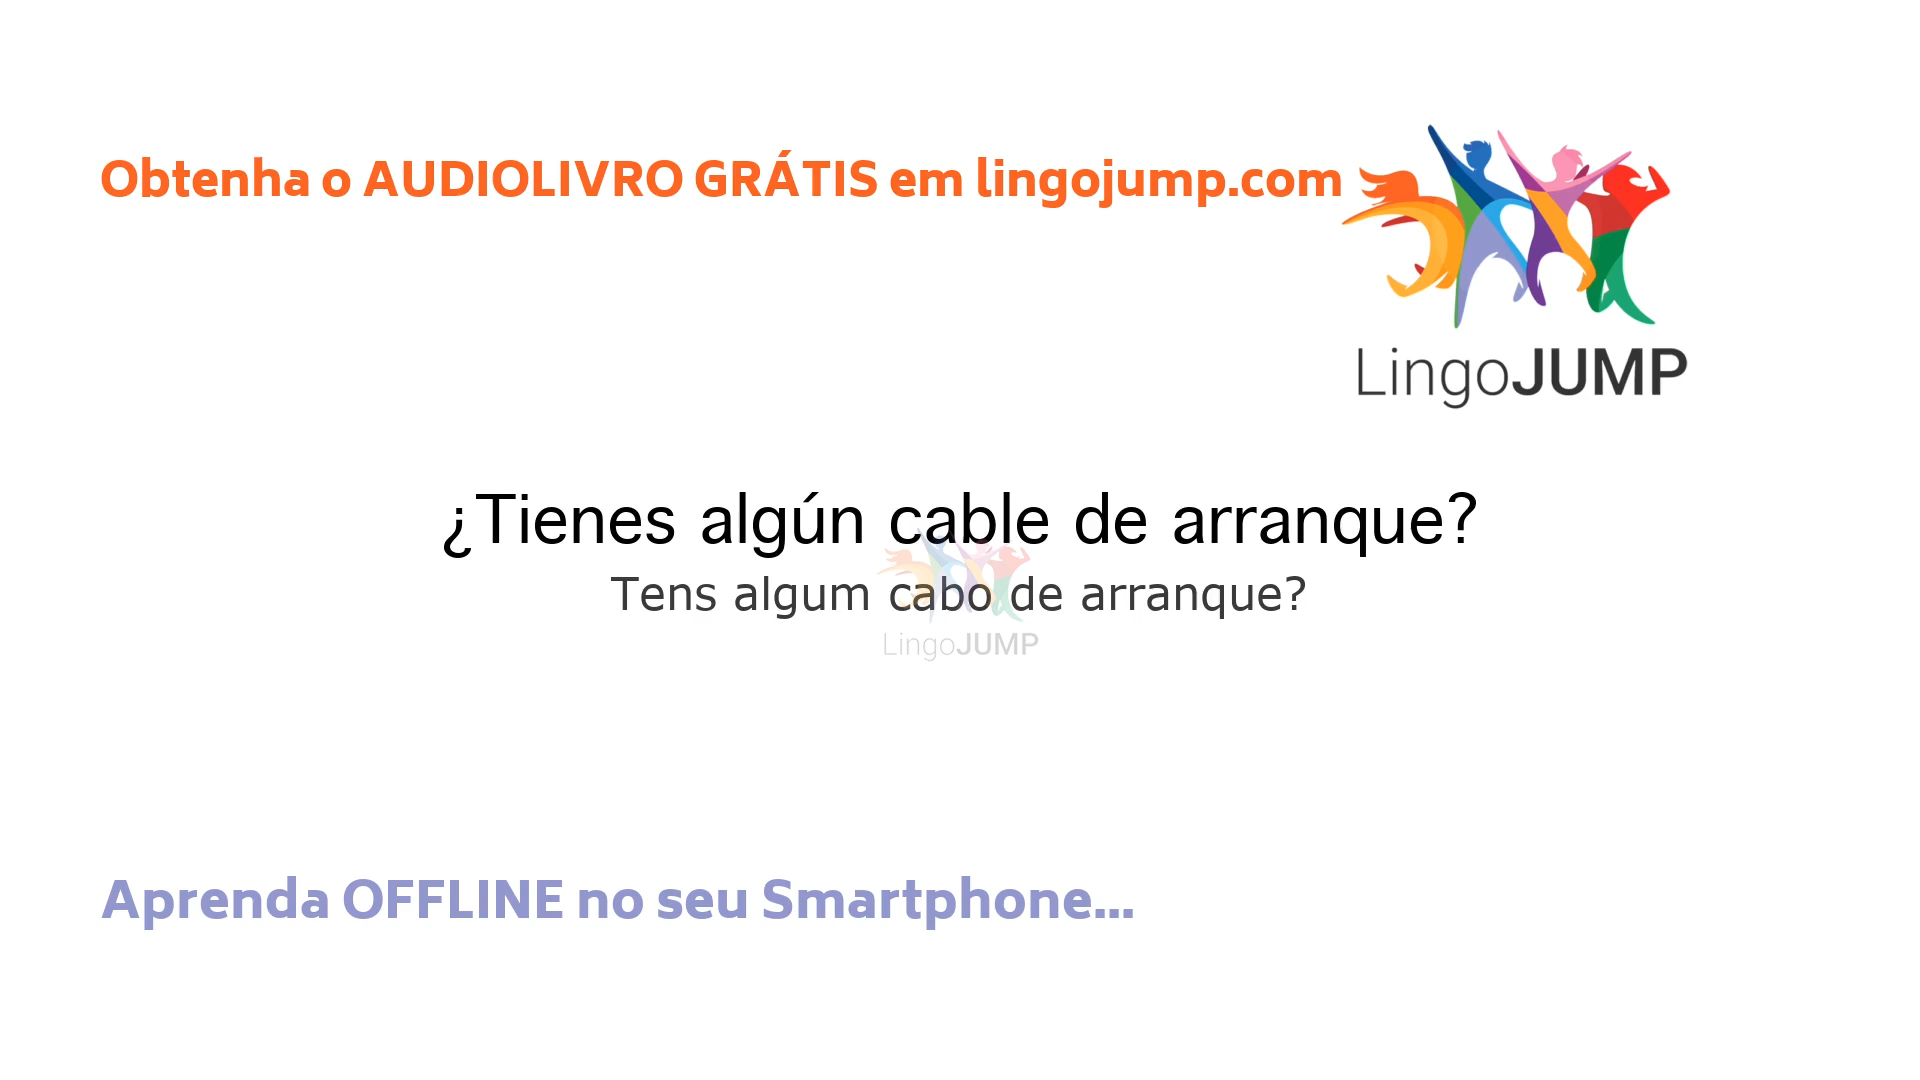 Obtenha o AUDIOLIVRO GRÁTIS em lingojump.com
LingoJUMP
¿Tienes algún cable de arranque?
Tens algum cabo de arranque?
LingoJUMP
Aprenda OFFLINE no seu Smartphone...